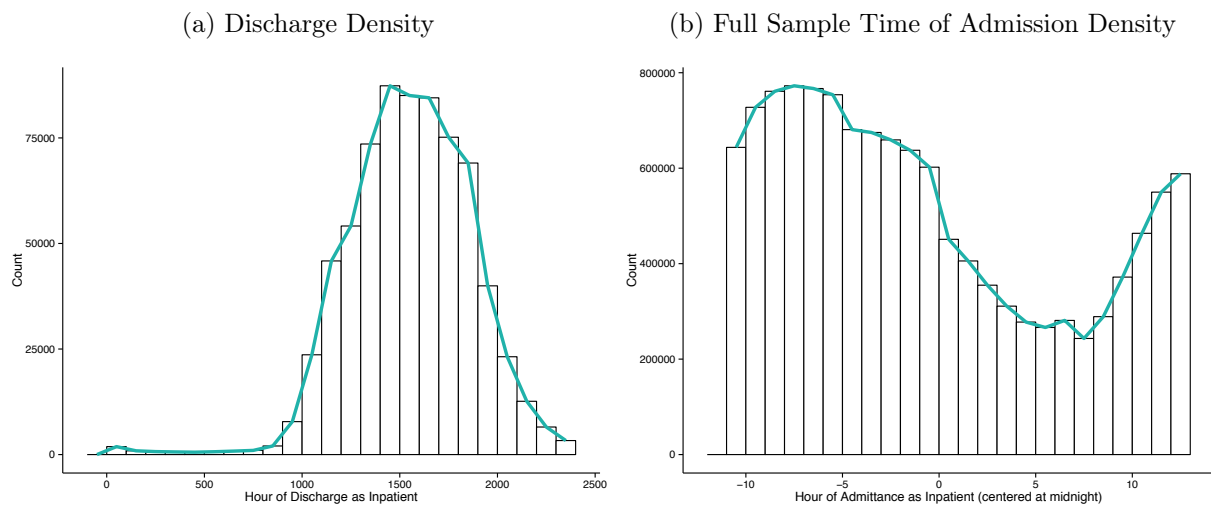 (a) Discharge Density
75000
50000
25000
0
Count
0 500 1000 1500 2000 2500
Hour of Discharge as Inpatient
(b) Full Sample Time of Admission Density
800000
600000
400000
200000
0
Count
−10 −5 0 5 10
Hour of Admittance as Inpatient (centered at midnight)